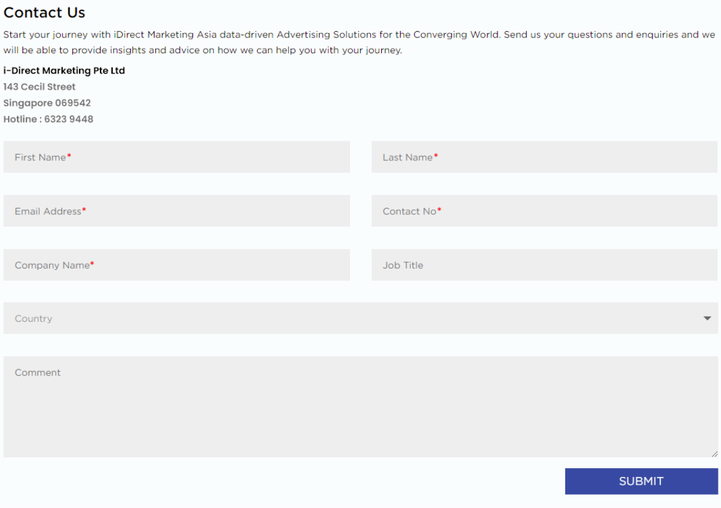 Contact Us
Start your journey with iDirect Marketing Asia data-driven Advertising Solutions for the Converging World. Send us your questions and enquiries and we
will be able to provide insights and advice on how we can help you with your journey.
i-Direct Marketing Pte Ltd
143 Cecil Street
Singapore 069542
Hotline : 6323 9448
First Name*
Last Name*
Email Address*
Contact No*
Company Name*
Job Title
Country
Comment
SUBMIT